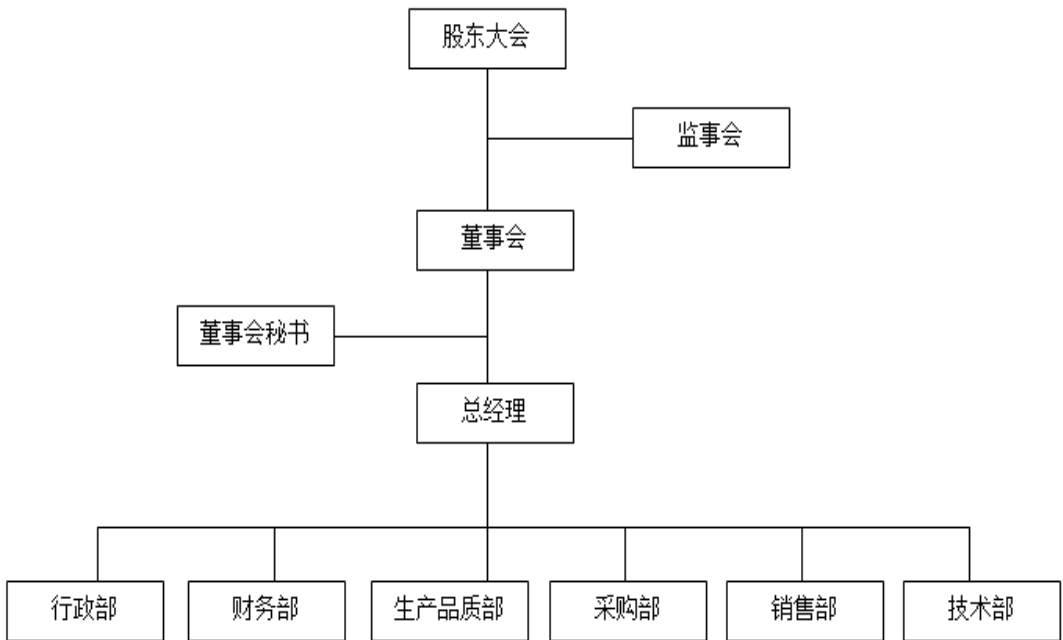 股东大会
监事会
董事会
董事会秘书
总经理
行政部
财务部
生产品质部
采购部
销售部
技术部